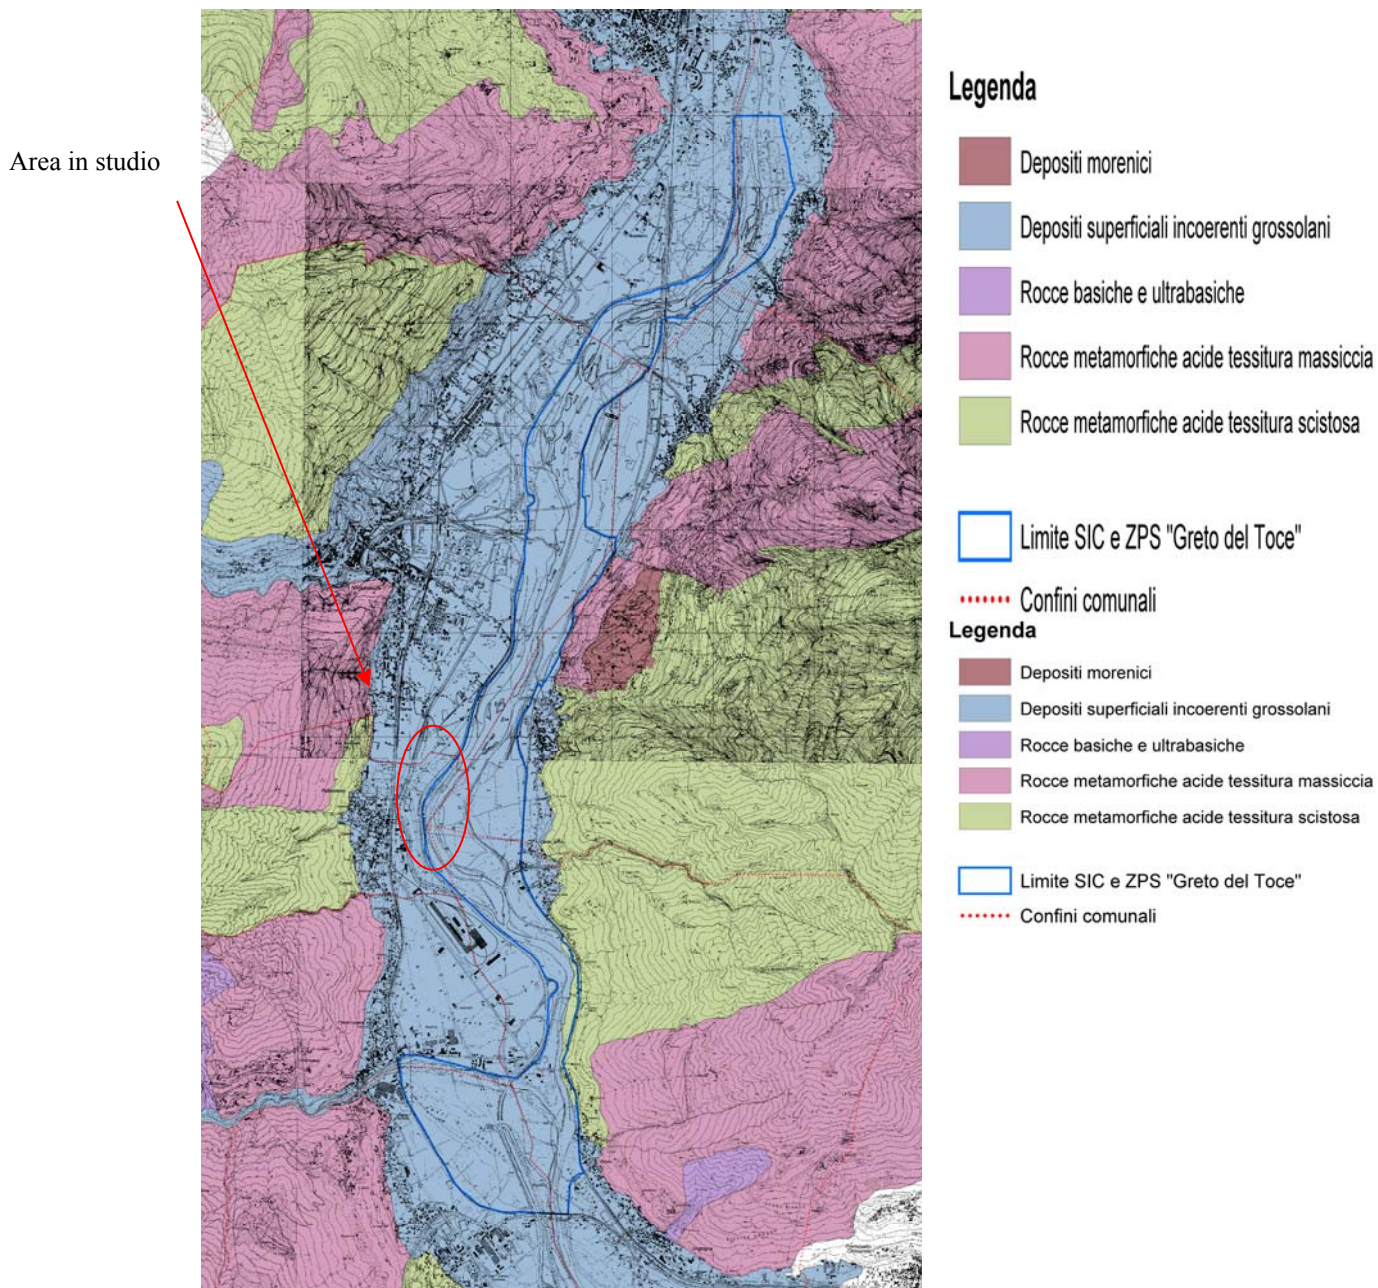 Area in studio
Legenda
Depositi morenici
Depositi superficiali incoerenti grossolani
Rocce basiche e ultrabasiche
Rocce metamorfiche acide tessitura massiccia
Rocce metamorfiche acide tessitura scistosa
Limite SIC e ZPS "Greto del Toce"
Confini comunali
Legenda
Depositi morenici
Depositi superficiali incoerenti grossolani
Rocce basiche e ultrabasiche
Rocce metamorfiche acide tessitura massiccia
Rocce metamorfiche acide tessitura scistosa
Limite SIC e ZPS "Greto del Toce"
Confini comunali